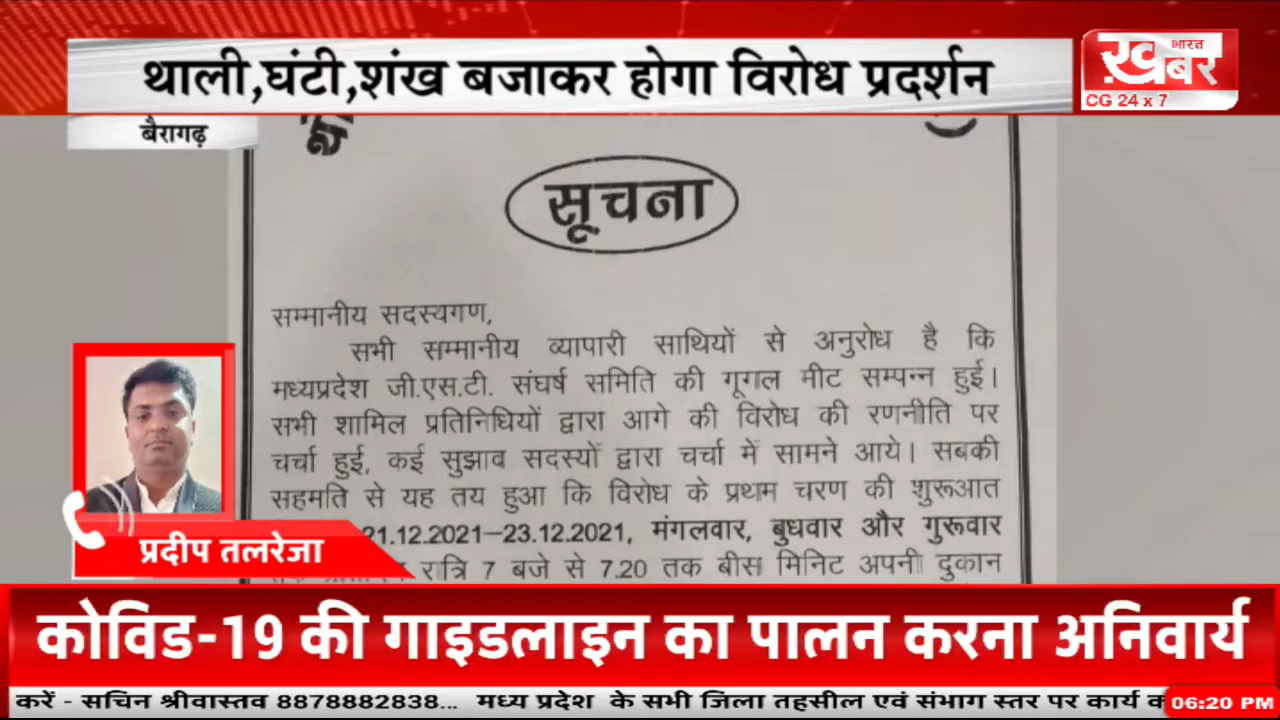 थाली,घंटी,शंख बजाकर होगा विरोध प्रदर्शन
भारत
ख़बर
CG 24 x 7
बैरागढ़
सूचना
सम्मानीय सदस्यगण,
सभी सम्मानीय व्यापारी साथियों से अनुरोध है कि
मध्यप्रदेश जी.एस.टी. संघर्ष समिति की गूगल मीट सम्पन्न हुई।
सभी शामिल प्रतिनिधियों द्वारा आगे की विरोध की रणनीति पर
चर्चा हुई, कई सुझाव सदस्यों द्वारा चर्चा में सामने आये। सबकी
सहमति से यह तय हुआ कि विरोध के प्रथम चरण की शुरूआत
21.12.2021–23.12.2021, मंगलवार, बुधवार और गुरूवार
रात्रि 7 बजे से 7.20 तक बीस मिनिट अपनी दुकान
प्रदीप तलरेजा
कोविड-19 की गाइडलाइन का पालन करना अनिवार्य
करें - सचिन श्रीवास्तव 8878882838... मध्य प्रदेश के सभी जिला तहसील एवं संभाग स्तर पर कार्य
06:20 PM